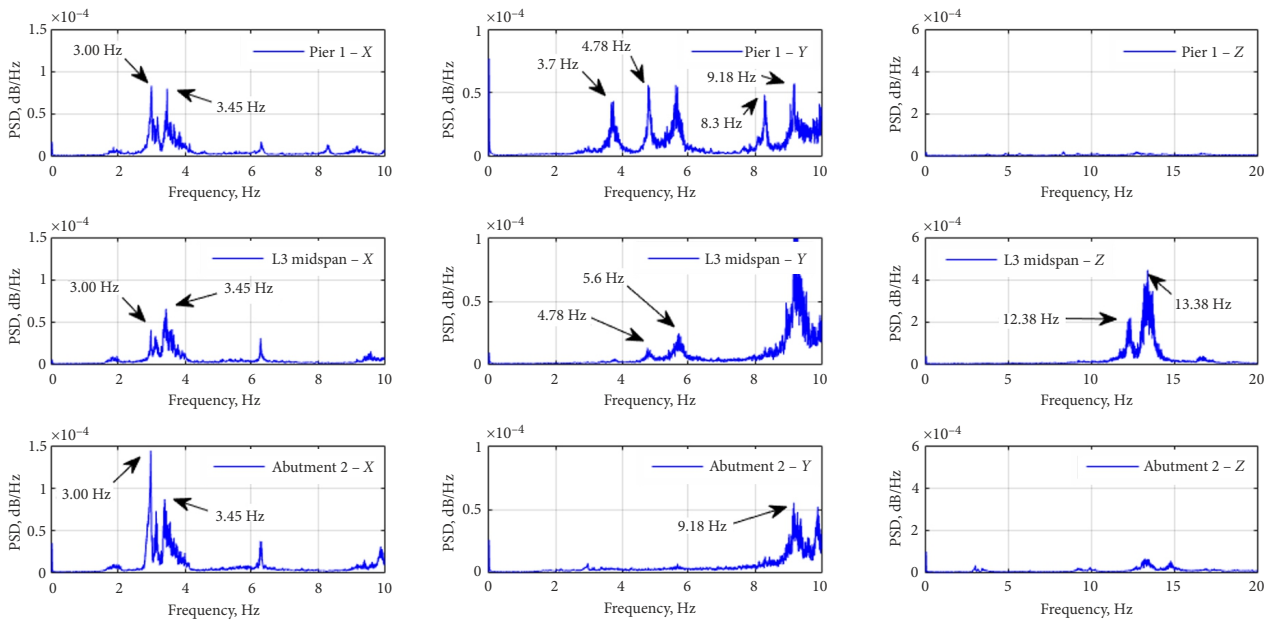 ×10⁻⁴
1.5
1
0.5
0
PSD, dB/Hz
3.00 Hz
3.45 Hz
Pier 1 – X
0 2 4 6 8 10
Frequency, Hz
×10⁻⁴
1
0.5
0
PSD, dB/Hz
3.7 Hz
4.78 Hz
9.18 Hz
8.3 Hz
Pier 1 – Y
0 2 4 6 8 10
Frequency, Hz
×10⁻⁴
6
4
2
0
PSD, dB/Hz
Pier 1 – Z
0 5 10 15 20
Frequency, Hz
×10⁻⁴
1.5
1
0.5
0
PSD, dB/Hz
3.00 Hz
3.45 Hz
L3 midspan – X
0 2 4 6 8 10
Frequency, Hz
×10⁻⁴
1
0.5
0
PSD, dB/Hz
4.78 Hz
5.6 Hz
L3 midspan – Y
0 2 4 6 8 10
Frequency, Hz
×10⁻⁴
6
4
2
0
PSD, dB/Hz
L3 midspan – Z
12.38 Hz
13.38 Hz
0 5 10 15 20
Frequency, Hz
×10⁻⁴
1.5
1
0.5
0
PSD, dB/Hz
3.00 Hz
3.45 Hz
Abutment 2 – X
0 2 4 6 8 10
Frequency, Hz
×10⁻⁴
1
0.5
0
PSD, dB/Hz
9.18 Hz
Abutment 2 – Y
0 2 4 6 8 10
Frequency, Hz
×10⁻⁴
6
4
2
0
PSD, dB/Hz
Abutment 2 – Z
0 5 10 15 20
Frequency, Hz